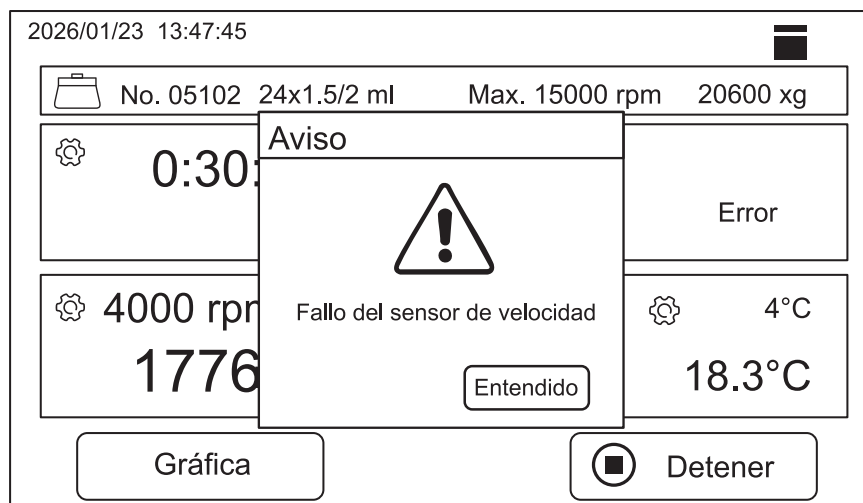 2026/01/23 13:47:45
No. 05102 24x1.5/2 ml Max. 15000 rpm 20600 xg
Aviso
0:30:
Error
Fallo del sensor de velocidad
4000 rpm
4°C
1776
18.3°C
Entendido
Gráfica
Detener